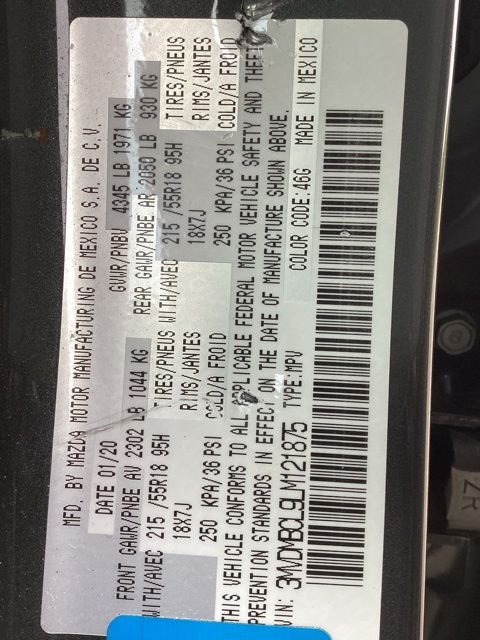 MFD. BY MAZDA MOTOR MANUFACTURING DE MEXICO S.A. DE C.V.
DATE 01/20 GVWR/PNBV 4345 LB 1971 KG
FRONT GAWR/PNBE AV 2302 LB 1044 KG REAR GAWR/PNBE AR 2050 LB 930 KG
WITH/AVEC TIRES/PNEUS WITH/AVEC TIRES/PNEUS
215 /55R18 95H 215 /55R18 95H
18X7J RIMS/JANTES 18X7J RIMS/JANTES
250 KPA/36 PSI COLD/A FROID 250 KPA/36 PSI COLD/A FROID
THIS VEHICLE CONFORMS TO ALL APPLICABLE FEDERAL MOTOR VEHICLE SAFETY AND THEFT
PREVENTION STANDARDS IN EFFECT ON THE DATE OF MANUFACTURE SHOWN ABOVE.
VIN: 3MVDMBCL9LM121875 TYPE:MPV COLOR CODE:46G MADE IN MEXICO